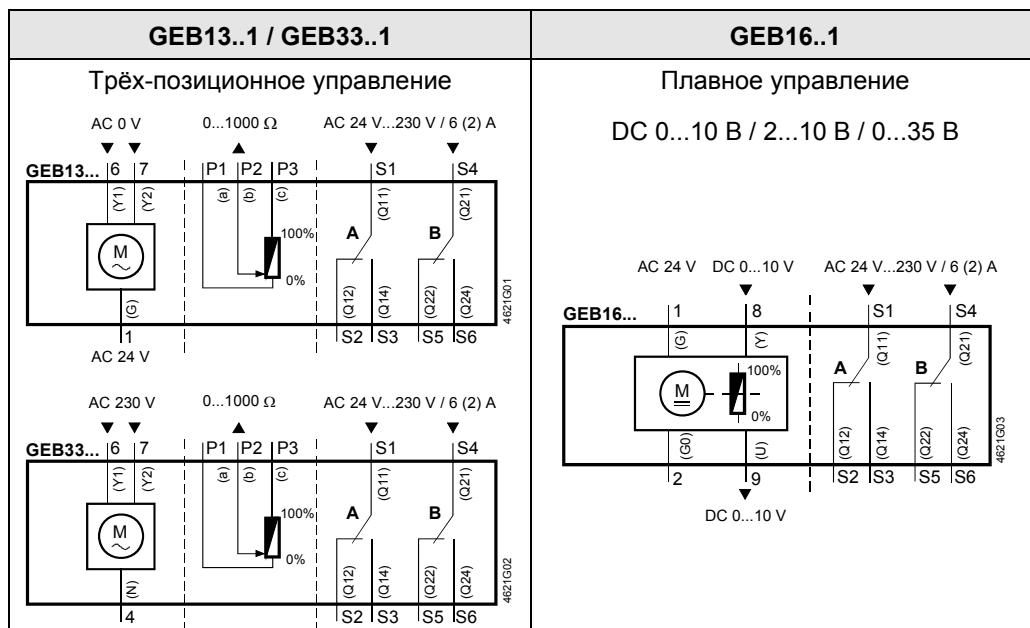 GEB13..1 / GEB33..1
GEB16..1
Трёх-позиционное управление
AC 0 V 0...1000 Ω AC 24 V...230 V / 6 (2) A
GEB13... 6 7 P1 P2 P3 S1 S4
(Y1) (Y2) (a) (b) (c) (Q11) (Q21)
M A B
100%
0%
(G) (Q12) (Q14) (Q22) (Q24)
4621G01
1 S2 S3 S5 S6
AC 24 V
AC 230 V 0...1000 Ω AC 24 V...230 V / 6 (2) A
GEB33... 6 7 P1 P2 P3 S1 S4
(Y1) (Y2) (a) (b) (c) (Q11) (Q21)
M A B
100%
0%
(N) (Q12) (Q14) (Q22) (Q24)
4621G02
4 S2 S3 S5 S6
Плавное управление
DC 0...10 В / 2...10 В / 0...35 В
AC 24 V DC 0...10 V AC 24 V...230 V / 6 (2) A
GEB16... 1 8 S1 S4
(G) (Y) (Q11) (Q21)
M A B
100%
0%
(G0) (U) (Q12) (Q14) (Q22) (Q24)
4621G03
2 9 S2 S3 S5 S6
DC 0...10 V